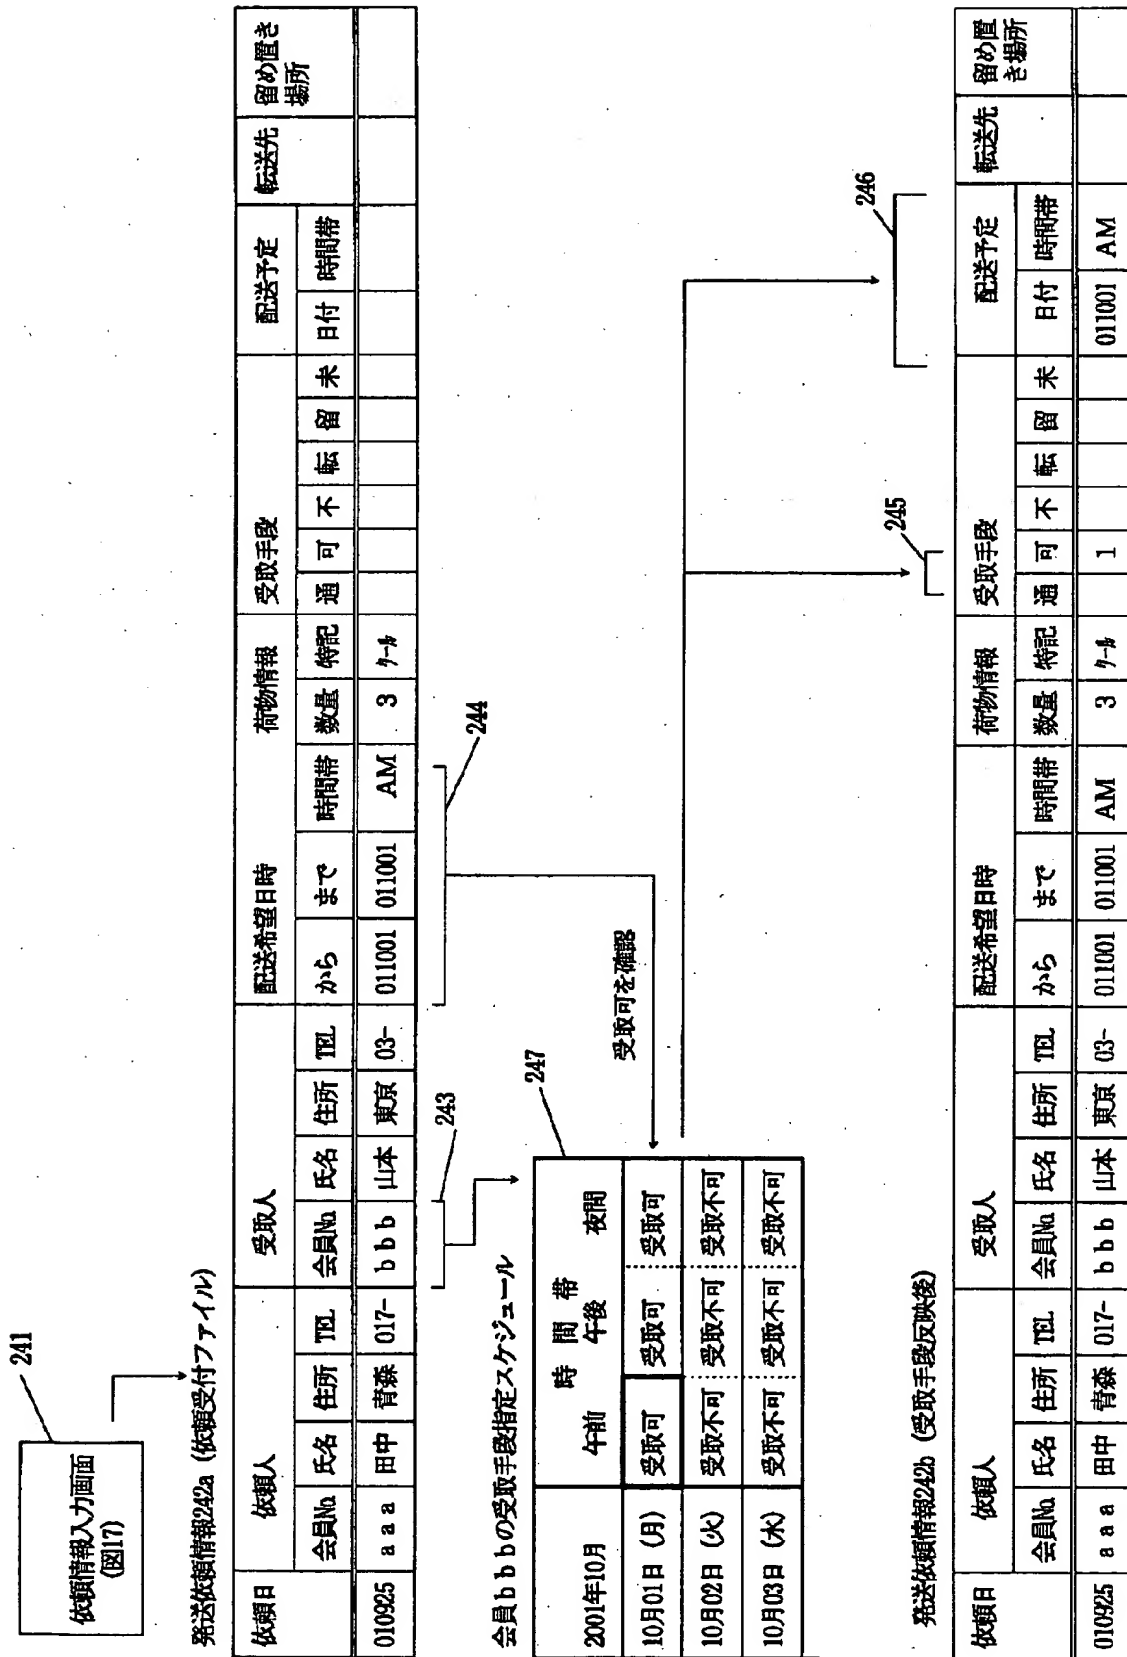 241
依頼情報入力画面
(図17)
発送依頼情報242a (依頼受付ファイル)
依頼日 依頼人 受取人 配送希望日時 荷物情報 受取手段 配送予定 転送先 留め置き
場所
会員No. 氏名 住所 TEL 会員No. 氏名 住所 TEL から まで 時間帯 数量 特記 通 可 不 転 留 未 日付 時間帯
010925 aaa 田中 青森 017- bbb 山本 東京 03- 011001 011001 AM 3 クール
243
244
会員bbbの受取手段指定スケジュール
247
受取可を確認
2001年10月 時間帯
午前 午後 夜間
10月01日 (月) 受取可 受取可 受取可
10月02日 (火) 受取不可 受取不可 受取不可
10月03日 (水) 受取不可 受取不可 受取不可
245
246
発送依頼情報242b (受取手段反映後)
依頼日 依頼人 受取人 配送希望日時 荷物情報 受取手段 配送予定 転送先 留め置
き場所
会員No. 氏名 住所 TEL 会員No. 氏名 住所 TEL から まで 時間帯 数量 特記 通 可 不 転 留 未 日付 時間帯
010925 aaa 田中 青森 017- bbb 山本 東京 03- 011001 011001 AM 3 クール 1 011001 AM